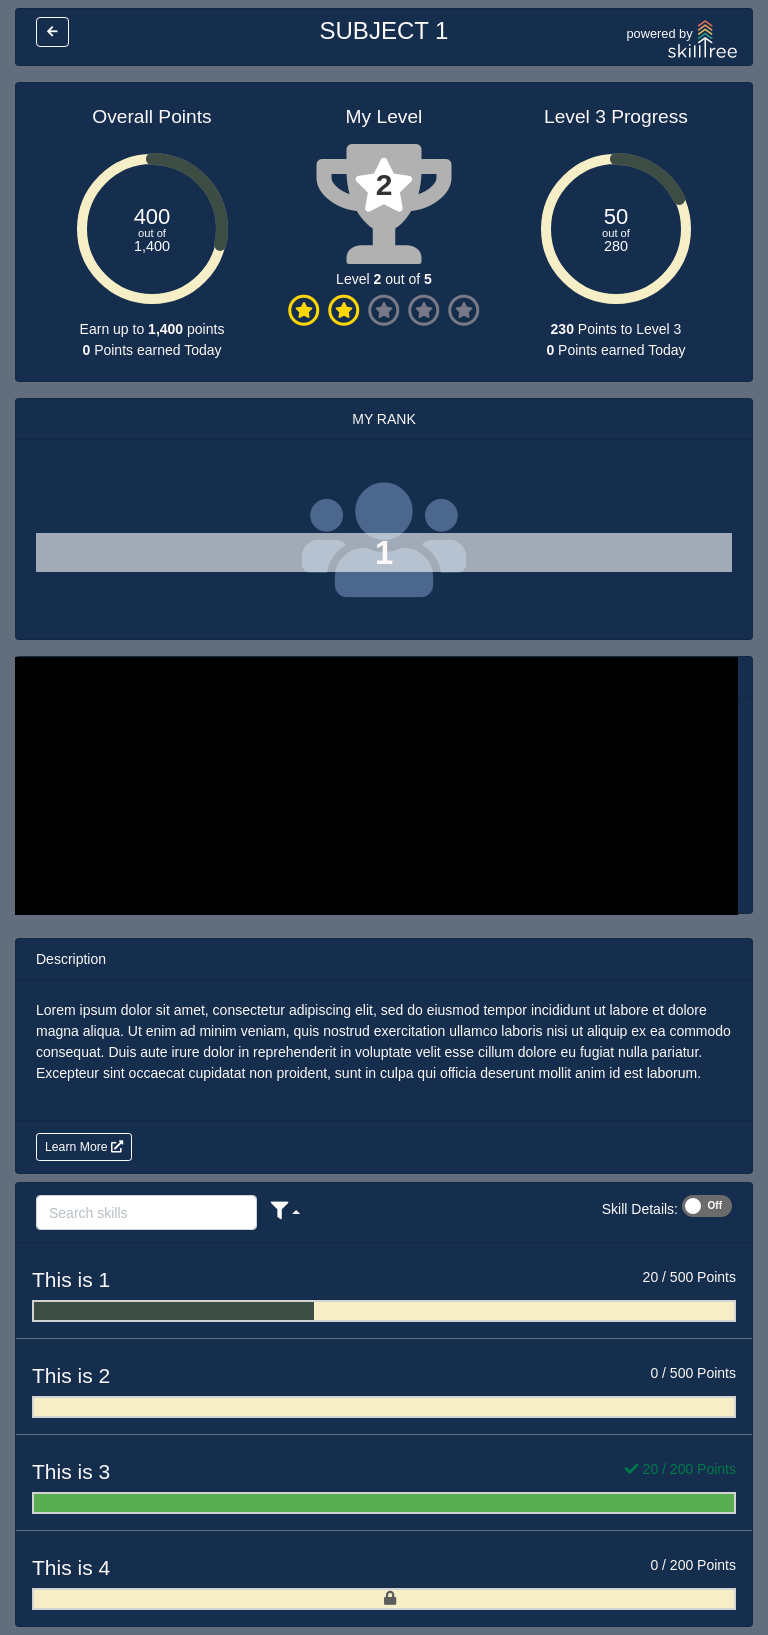 SUBJECT 1
powered by
skilltree
Overall Points
400
out of
1,400
Earn up to 1,400 points
0 Points earned Today
My Level
2
Level 2 out of 5
Level 3 Progress
50
out of
280
230 Points to Level 3
0 Points earned Today
MY RANK
1
Description
Lorem ipsum dolor sit amet, consectetur adipiscing elit, sed do eiusmod tempor incididunt ut labore et dolore
magna aliqua. Ut enim ad minim veniam, quis nostrud exercitation ullamco laboris nisi ut aliquip ex ea commodo
consequat. Duis aute irure dolor in reprehenderit in voluptate velit esse cillum dolore eu fugiat nulla pariatur.
Excepteur sint occaecat cupidatat non proident, sunt in culpa qui officia deserunt mollit anim id est laborum.
Learn More
Search skills
Skill Details: Off
This is 1 20 / 500 Points
This is 2 0 / 500 Points
This is 3 20 / 200 Points
This is 4 0 / 200 Points